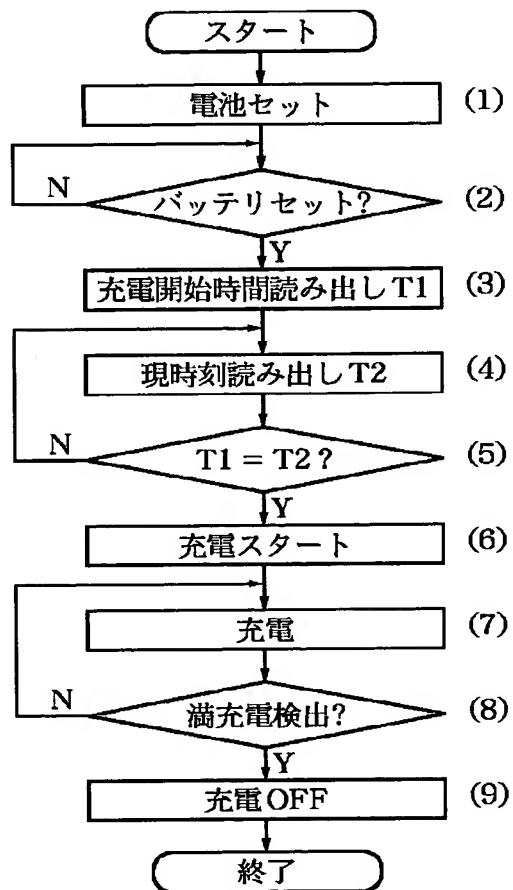 スタート
電池セット (1)
N バッテリセット? (2)
Y
充電開始時間読み出しT1 (3)
現時刻読み出しT2 (4)
N T1=T2? (5)
Y
充電スタート (6)
充電 (7)
N 満充電検出? (8)
Y
充電OFF (9)
終了